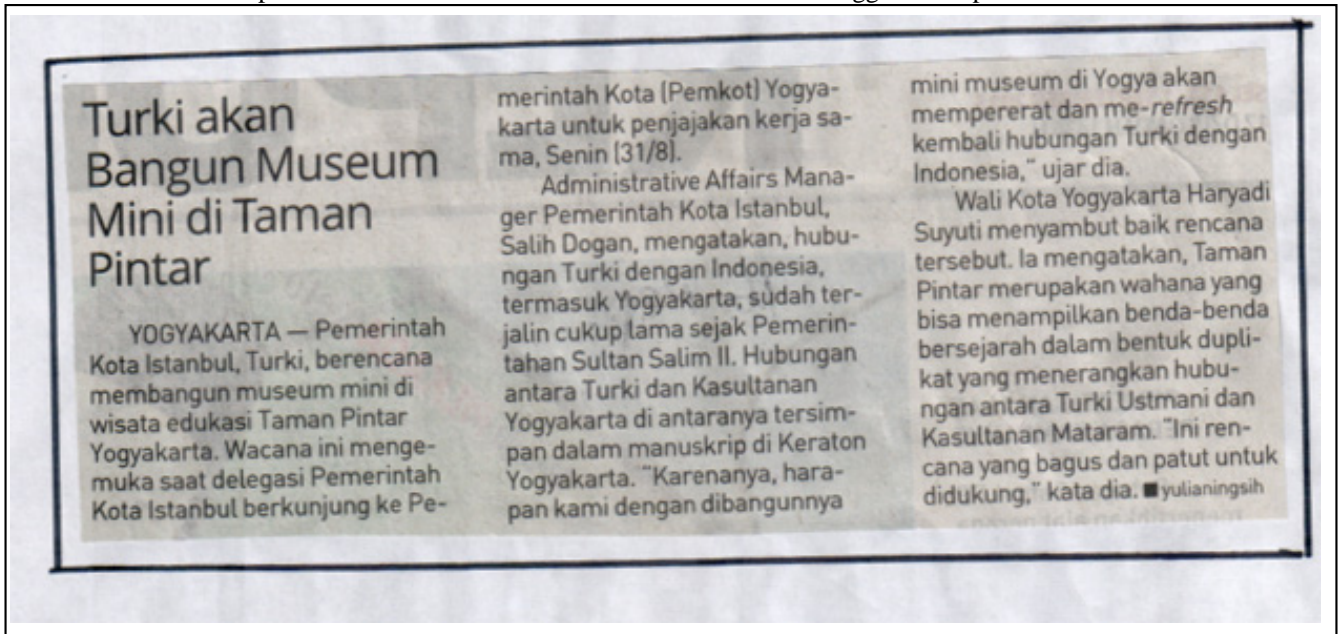 Turki akan
Bangun Museum
Mini di Taman
Pintar
YOGYAKARTA — Pemerintah
Kota Istanbul, Turki, berencana
membangun museum mini di
wisata edukasi Taman Pintar
Yogyakarta. Wacana ini menge-
muka saat delegasi Pemerintah
Kota Istanbul berkunjung ke Pe-
merintah Kota (Pemkot) Yogya-
karta untuk penjajakan kerja sa-
ma, Senin (31/8).
Administrative Affairs Mana-
ger Pemerintah Kota Istanbul,
Salih Dogan, mengatakan, hubu-
ngan Turki dengan Indonesia,
termasuk Yogyakarta, sudah ter-
jalin cukup lama sejak Pemerin-
tahan Sultan Salim II. Hubungan
antara Turki dan Kasultanan
Yogyakarta di antaranya tersim-
pan dalam manuskrip di Keraton
Yogyakarta. "Karenanya, hara-
pan kami dengan dibangunnya
mini museum di Yogya akan
mempererat dan me-refresh
kembali hubungan Turki dengan
Indonesia," ujar dia.
Wali Kota Yogyakarta Haryadi
Suyuti menyambut baik rencana
tersebut. Ia mengatakan, Taman
Pintar merupakan wahana yang
bisa menampilkan benda-benda
bersejarah dalam bentuk dupli-
kat yang menerangkan hubu-
ngan antara Turki Ustmani dan
Kasultanan Mataram. "Ini ren-
cana yang bagus dan patut untuk
didukung," kata dia. ■ yulianingsih